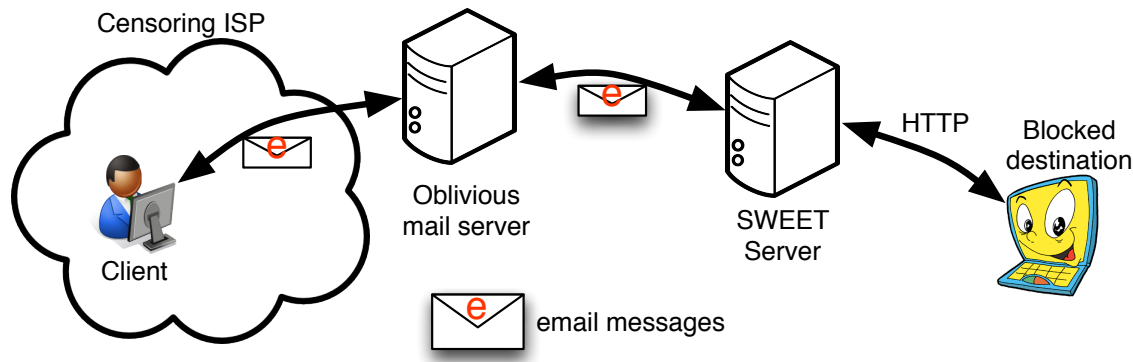 Censoring ISP
e
Client
Oblivious
mail server
e
SWEET
Server
HTTP
Blocked
destination
e
email messages